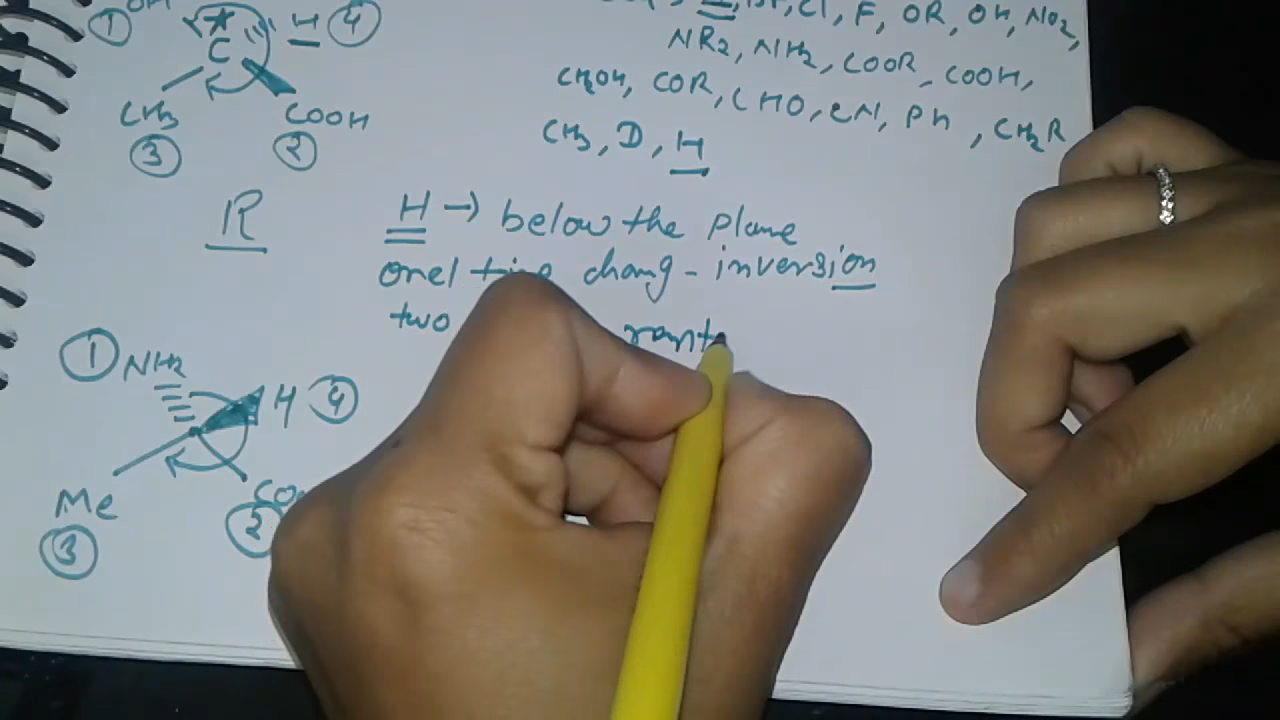 ① OH
H ④
C
CH3
COOH
③
②
R
Cl, F, OR, OH, NO2,
NR2, NH2, COOR, COOH,
CH2OH, COR, CHO, CN, Ph, CH2R
CH3, D, H
H → below the plane
one time chang - inversion
two
① NH2
H ④
Me
②
③